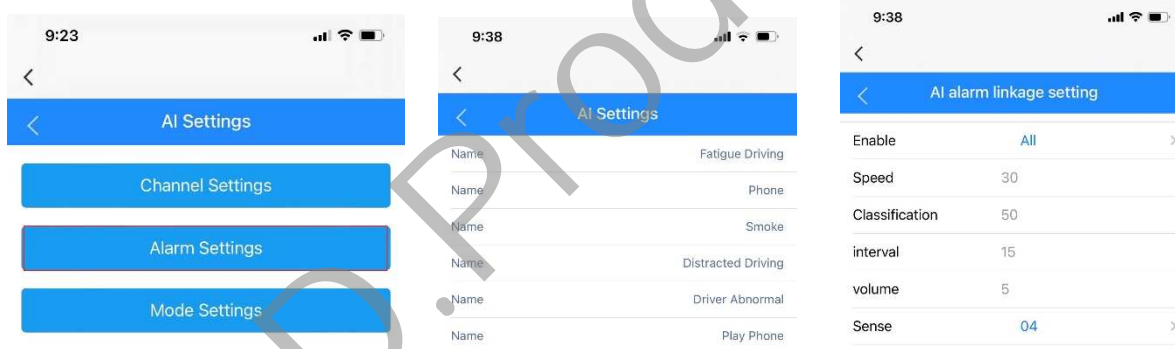 9:23
AI Settings
Channel Settings
Alarm Settings
Mode Settings
9:38
AI Settings
Name Fatigue Driving
Name Phone
Name Smoke
Name Distracted Driving
Name Driver Abnormal
Name Play Phone
9:38
AI alarm linkage setting
Enable All
Speed 30
Classification 50
interval 15
volume 5
Sense 04